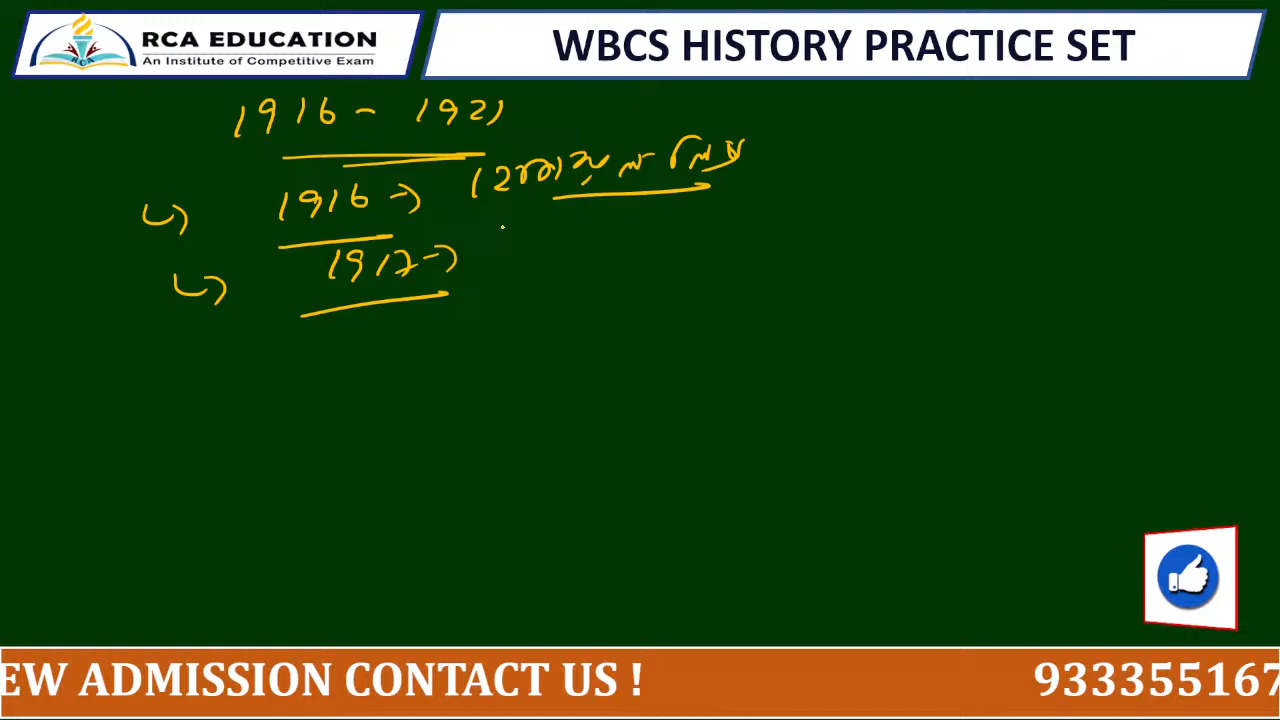 RCA EDUCATION
An Institute of Competitive Exam
RCA
WBCS HISTORY PRACTICE SET
1916 - 1921
1916 →
1917 →
EW ADMISSION CONTACT US !
933355167